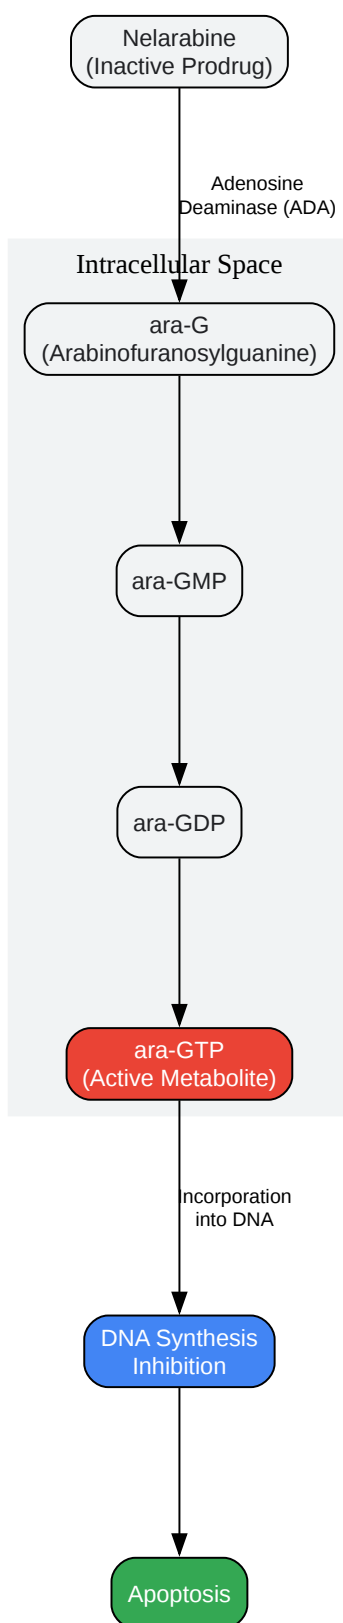 Nelarabine
(Inactive Prodrug)
Adenosine
Deaminase (ADA)
Intracellular Space
ara-G
(Arabinofuranosylguanine)
ara-GMP
ara-GDP
ara-GTP
(Active Metabolite)
Incorporation
into DNA
DNA Synthesis
Inhibition
Apoptosis